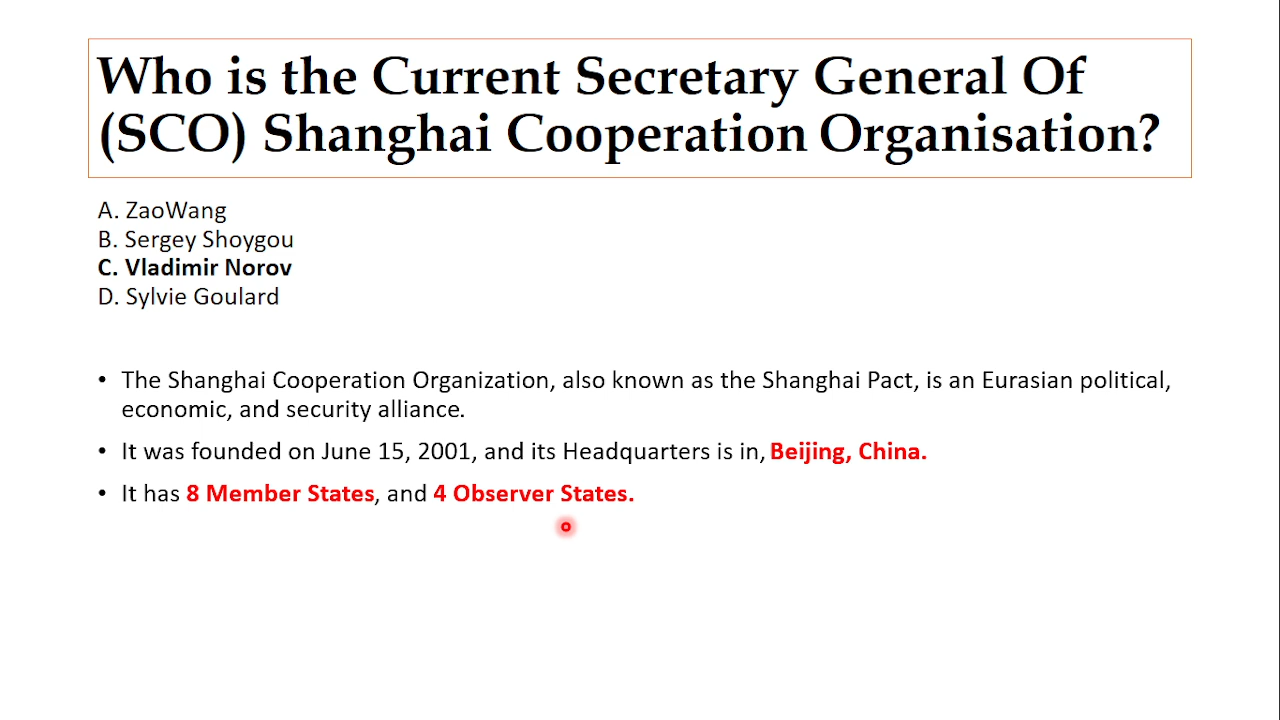 Who is the Current Secretary General Of
(SCO) Shanghai Cooperation Organisation?
A. ZaoWang
B. Sergey Shoygou
C. Vladimir Norov
D. Sylvie Goulard
• The Shanghai Cooperation Organization, also known as the Shanghai Pact, is an Eurasian political,
economic, and security alliance.
• It was founded on June 15, 2001, and its Headquarters is in, Beijing, China.
• It has 8 Member States, and 4 Observer States.